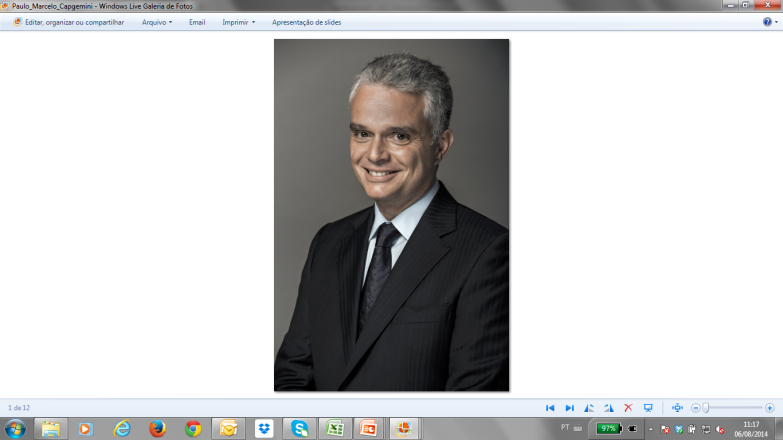 Paulo_Marcelo_Capgemini - Windows Live Galeria de Fotos
Editar, organizar ou compartilhar Arquivo Email Imprimir Apresentação de slides
1 de 12
PT 97% 11:17
06/08/2014